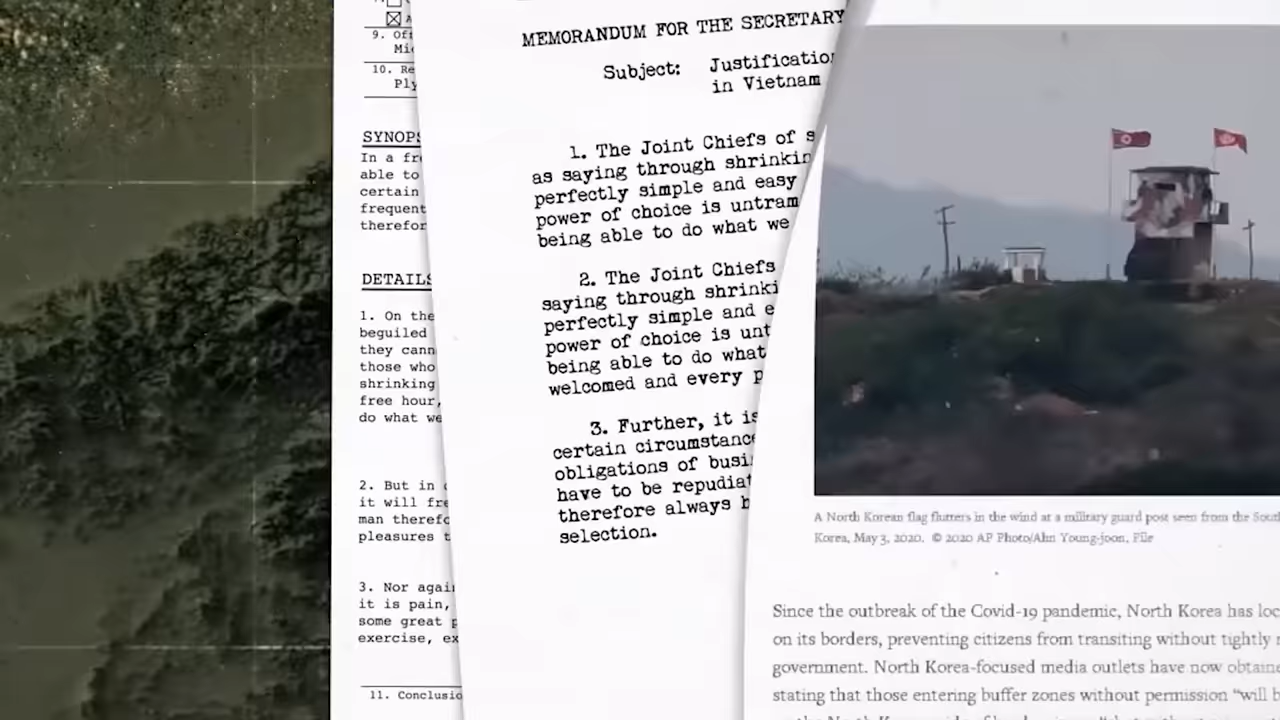 9. Of
Mi
10. Re
Ply
SYNOPS
In a fr
able to
certain
frequent
therefor
DETAILS
1. On the
beguiled
they cann
those who
shrinking
free hour,
do what we
2. But in
it will fre
man therefo
pleasures t
3. Nor again
it is pain,
some great p
exercise, ex
11. Conclusio
MEMORANDUM FOR THE SECRETARY
Subject: Justification
in Vietnam
1. The Joint Chiefs of s
as saying through shrinkin
perfectly simple and easy
power of choice is untram
being able to do what we
2. The Joint Chiefs
saying through shrinki
perfectly simple and e
power of choice is unt
being able to do what
welcomed and every p
3. Further, it is
certain circumstance
obligations of busi
have to be repudiat
therefore always h
selection.
A North Korean flag flutters in the wind at a military guard post seen from the Sout
Korea, May 3, 2020. © 2020 AP Photo/Ahn Young-joon, File
Since the outbreak of the Covid-19 pandemic, North Korea has loc
on its borders, preventing citizens from transiting without tightly
government. North Korea-focused media outlets have now obtaine
stating that those entering buffer zones without permission “will b